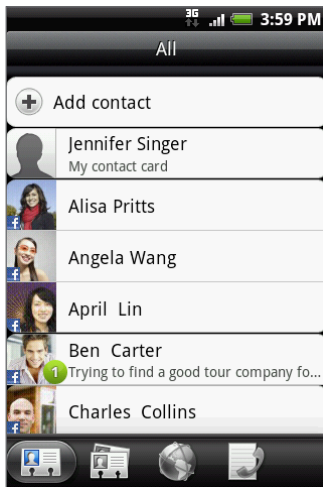 3G 3:59 PM
All
Add contact
Jennifer Singer
My contact card
Alisa Pritts
Angela Wang
April Lin
Ben Carter
1 Trying to find a good tour company fo...
Charles Collins